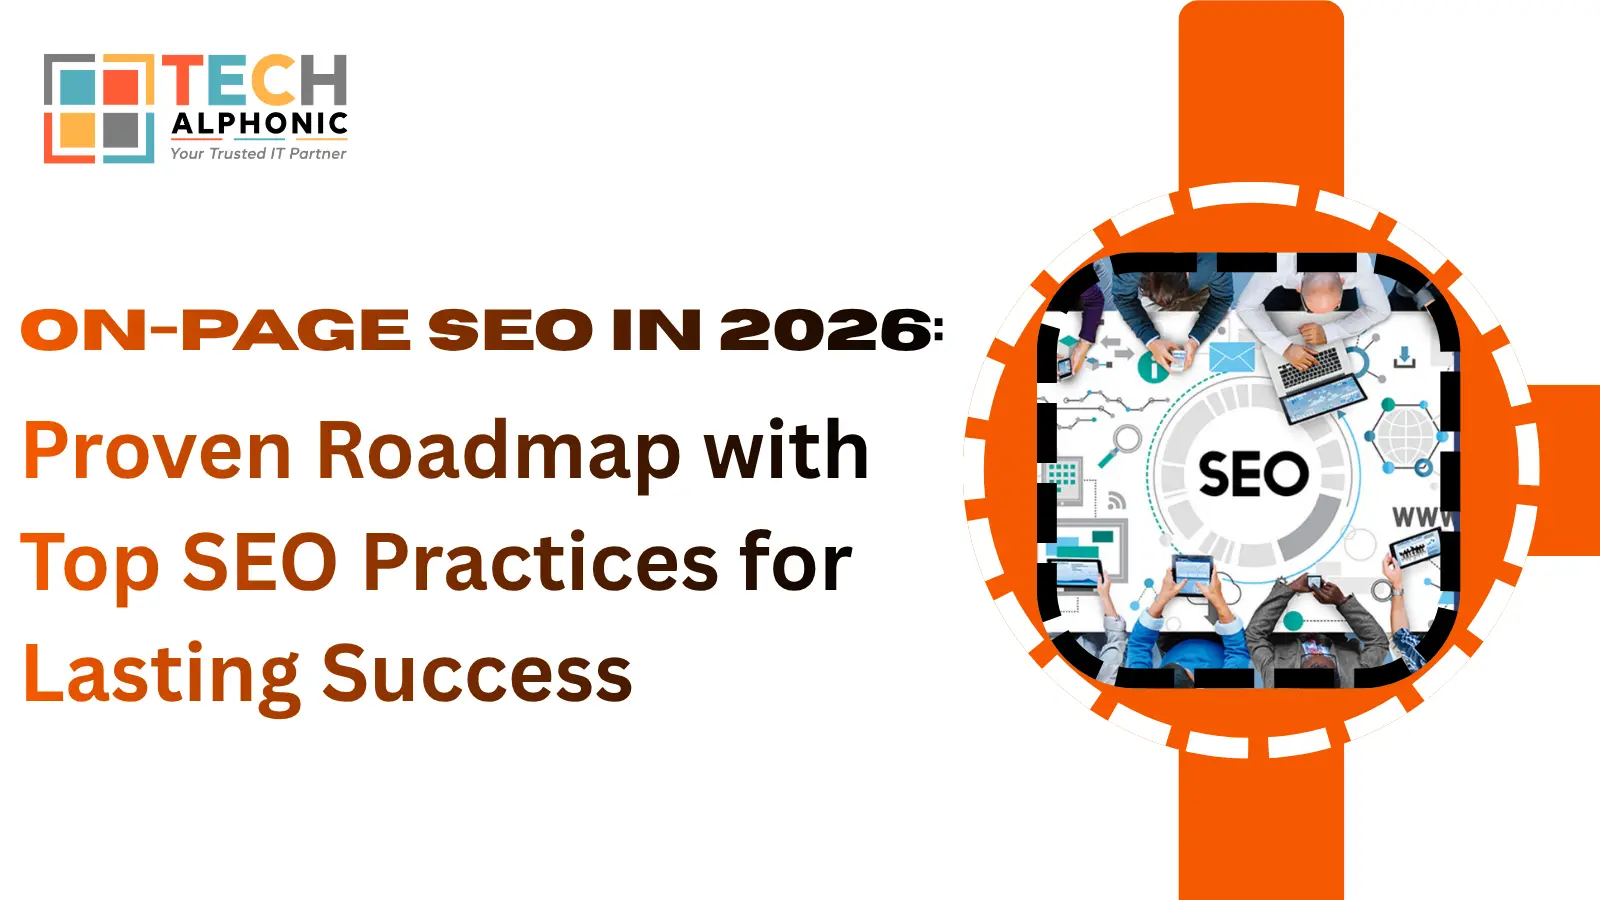 TECH
ALPHONIC
Your Trusted IT Partner
ON-PAGE SEO IN 2026:
Proven Roadmap with
Top SEO Practices for
Lasting Success
SEO
WWW